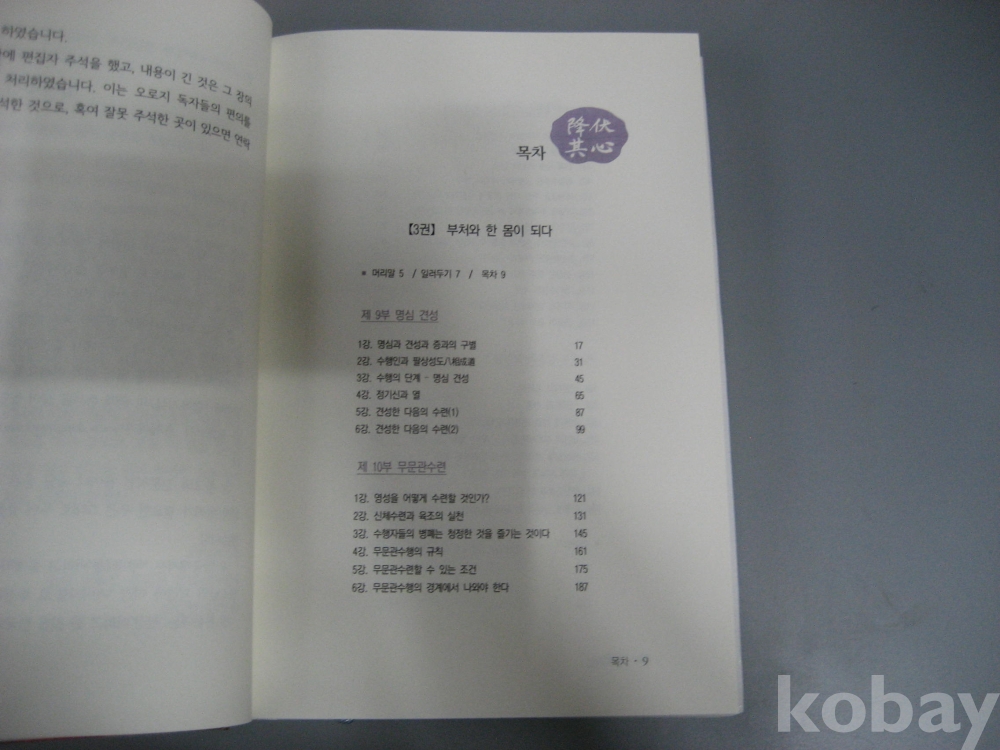 하였습니다.
에 편집자 주석을 했고, 내용이 긴 것은 그 장의
처리하였습니다. 이는 오로지 독자들의 편의를
석한 것으로, 혹여 잘못 주석한 곳이 있으면 연락
降伏
其心
목차
【3권】 부처와 한 몸이 되다
머리말 5 / 일러두기 7 / 목차 9
제 9부 명심 견성
1강. 명심과 견성과 증과의 구별 17
2강. 수행인과 팔상성도八相成道 31
3강. 수행의 단계 - 명심 견성 45
4강. 정기신과 열 65
5강. 견성한 다음의 수련(1) 87
6강. 견성한 다음의 수련(2) 99
제 10부 무문관수련
1강. 영성을 어떻게 수련할 것인가? 121
2강. 신체수련과 육조의 실천 131
3강. 수행자들의 병폐는 청정한 것을 즐기는 것이다 145
4강. 무문관수행의 규칙 161
5강. 무문관수련할 수 있는 조건 175
6강. 무문관수행의 경계에서 나와야 한다 187
목차 · 9
kobay